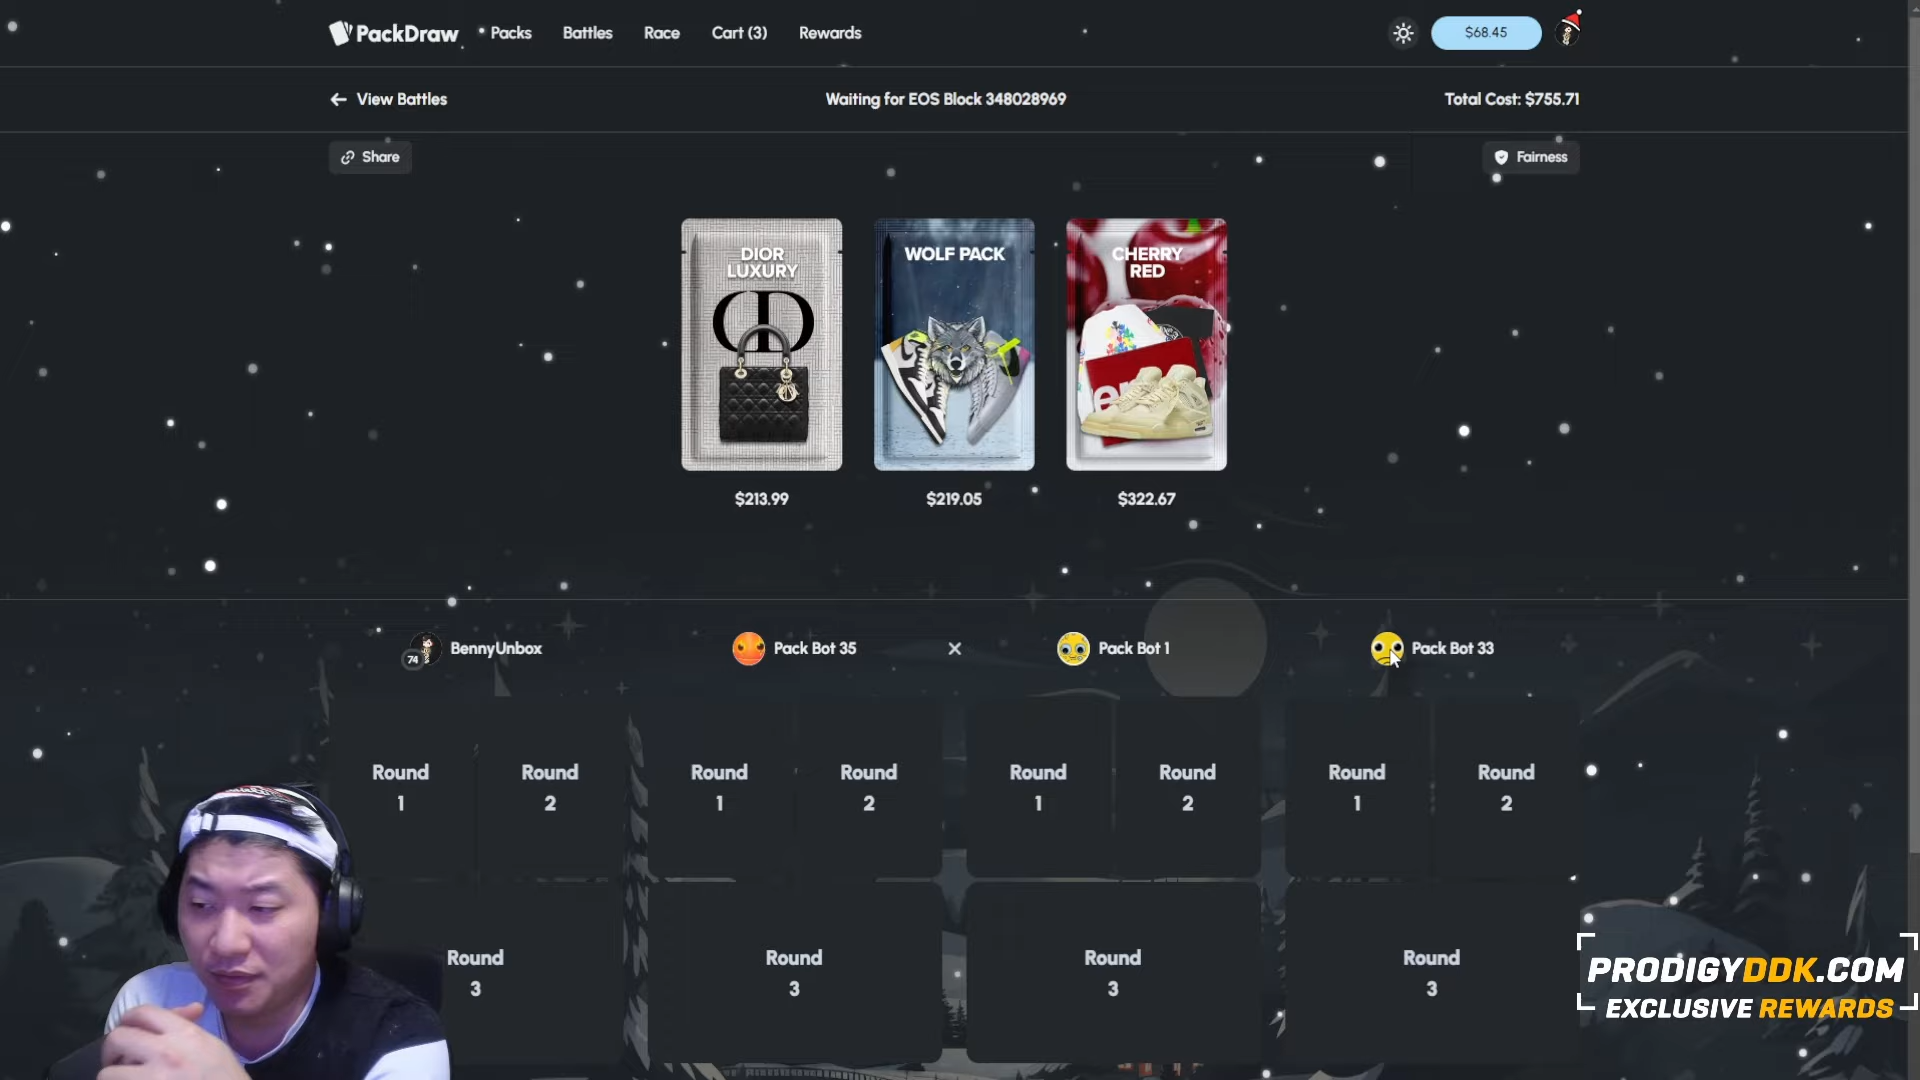 PackDraw
Packs
Battles
Race
Cart (3)
Rewards
$68.45
View Battles
Waiting for EOS Block 348028969
Total Cost: $755.71
Share
Fairness
DIOR
LUXURY
CD
WOLF PACK
CHERRY
RED
$213.99
$219.05
$322.67
74
BennyUnbox
Pack Bot 35
Pack Bot 1
Pack Bot 33
Round
1
Round
2
Round
1
Round
2
Round
1
Round
2
Round
1
Round
2
Round
3
Round
3
Round
3
Round
3
PRODIGYDDK.COM
EXCLUSIVE REWARDS